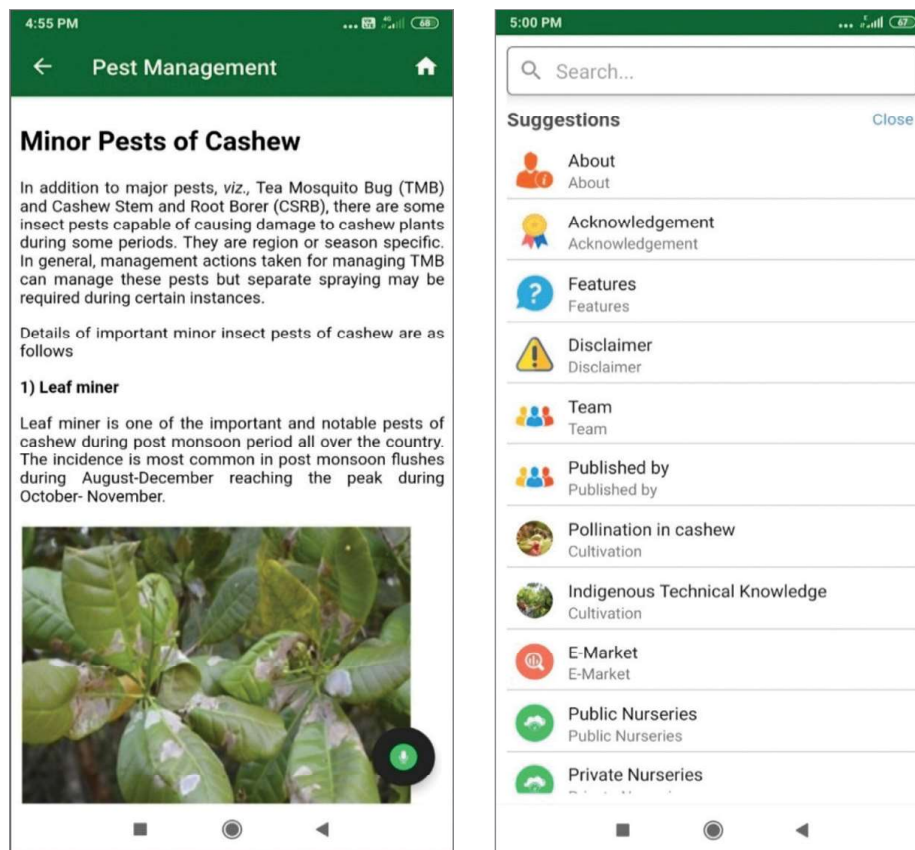 4:55 PM
... 4G 68
Pest Management
Minor Pests of Cashew
In addition to major pests, viz., Tea Mosquito Bug (TMB)
and Cashew Stem and Root Borer (CSRB), there are some
insect pests capable of causing damage to cashew plants
during some periods. They are region or season specific.
In general, management actions taken for managing TMB
can manage these pests but separate spraying may be
required during certain instances.
Details of important minor insect pests of cashew are as
follows
1) Leaf miner
Leaf miner is one of the important and notable pests of
cashew during post monsoon period all over the country.
The incidence is most common in post monsoon flushes
during August-December reaching the peak during
October- November.
5:00 PM
... E 67
Search...
Suggestions Close
About
About
Acknowledgement
Acknowledgement
Features
Features
Disclaimer
Disclaimer
Team
Team
Published by
Published by
Pollination in cashew
Cultivation
Indigenous Technical Knowledge
Cultivation
E-Market
E-Market
Public Nurseries
Public Nurseries
Private Nurseries